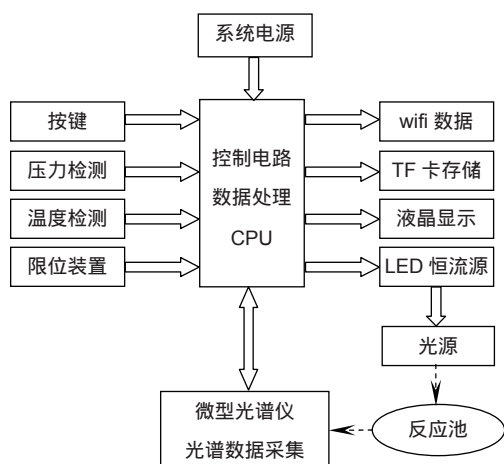 系统电源
按键
压力检测
温度检测
限位装置
控制电路
数据处理
CPU
wifi 数据
TF 卡存储
液晶显示
LED 恒流源
光源
反应池
微型光谱仪
光谱数据采集